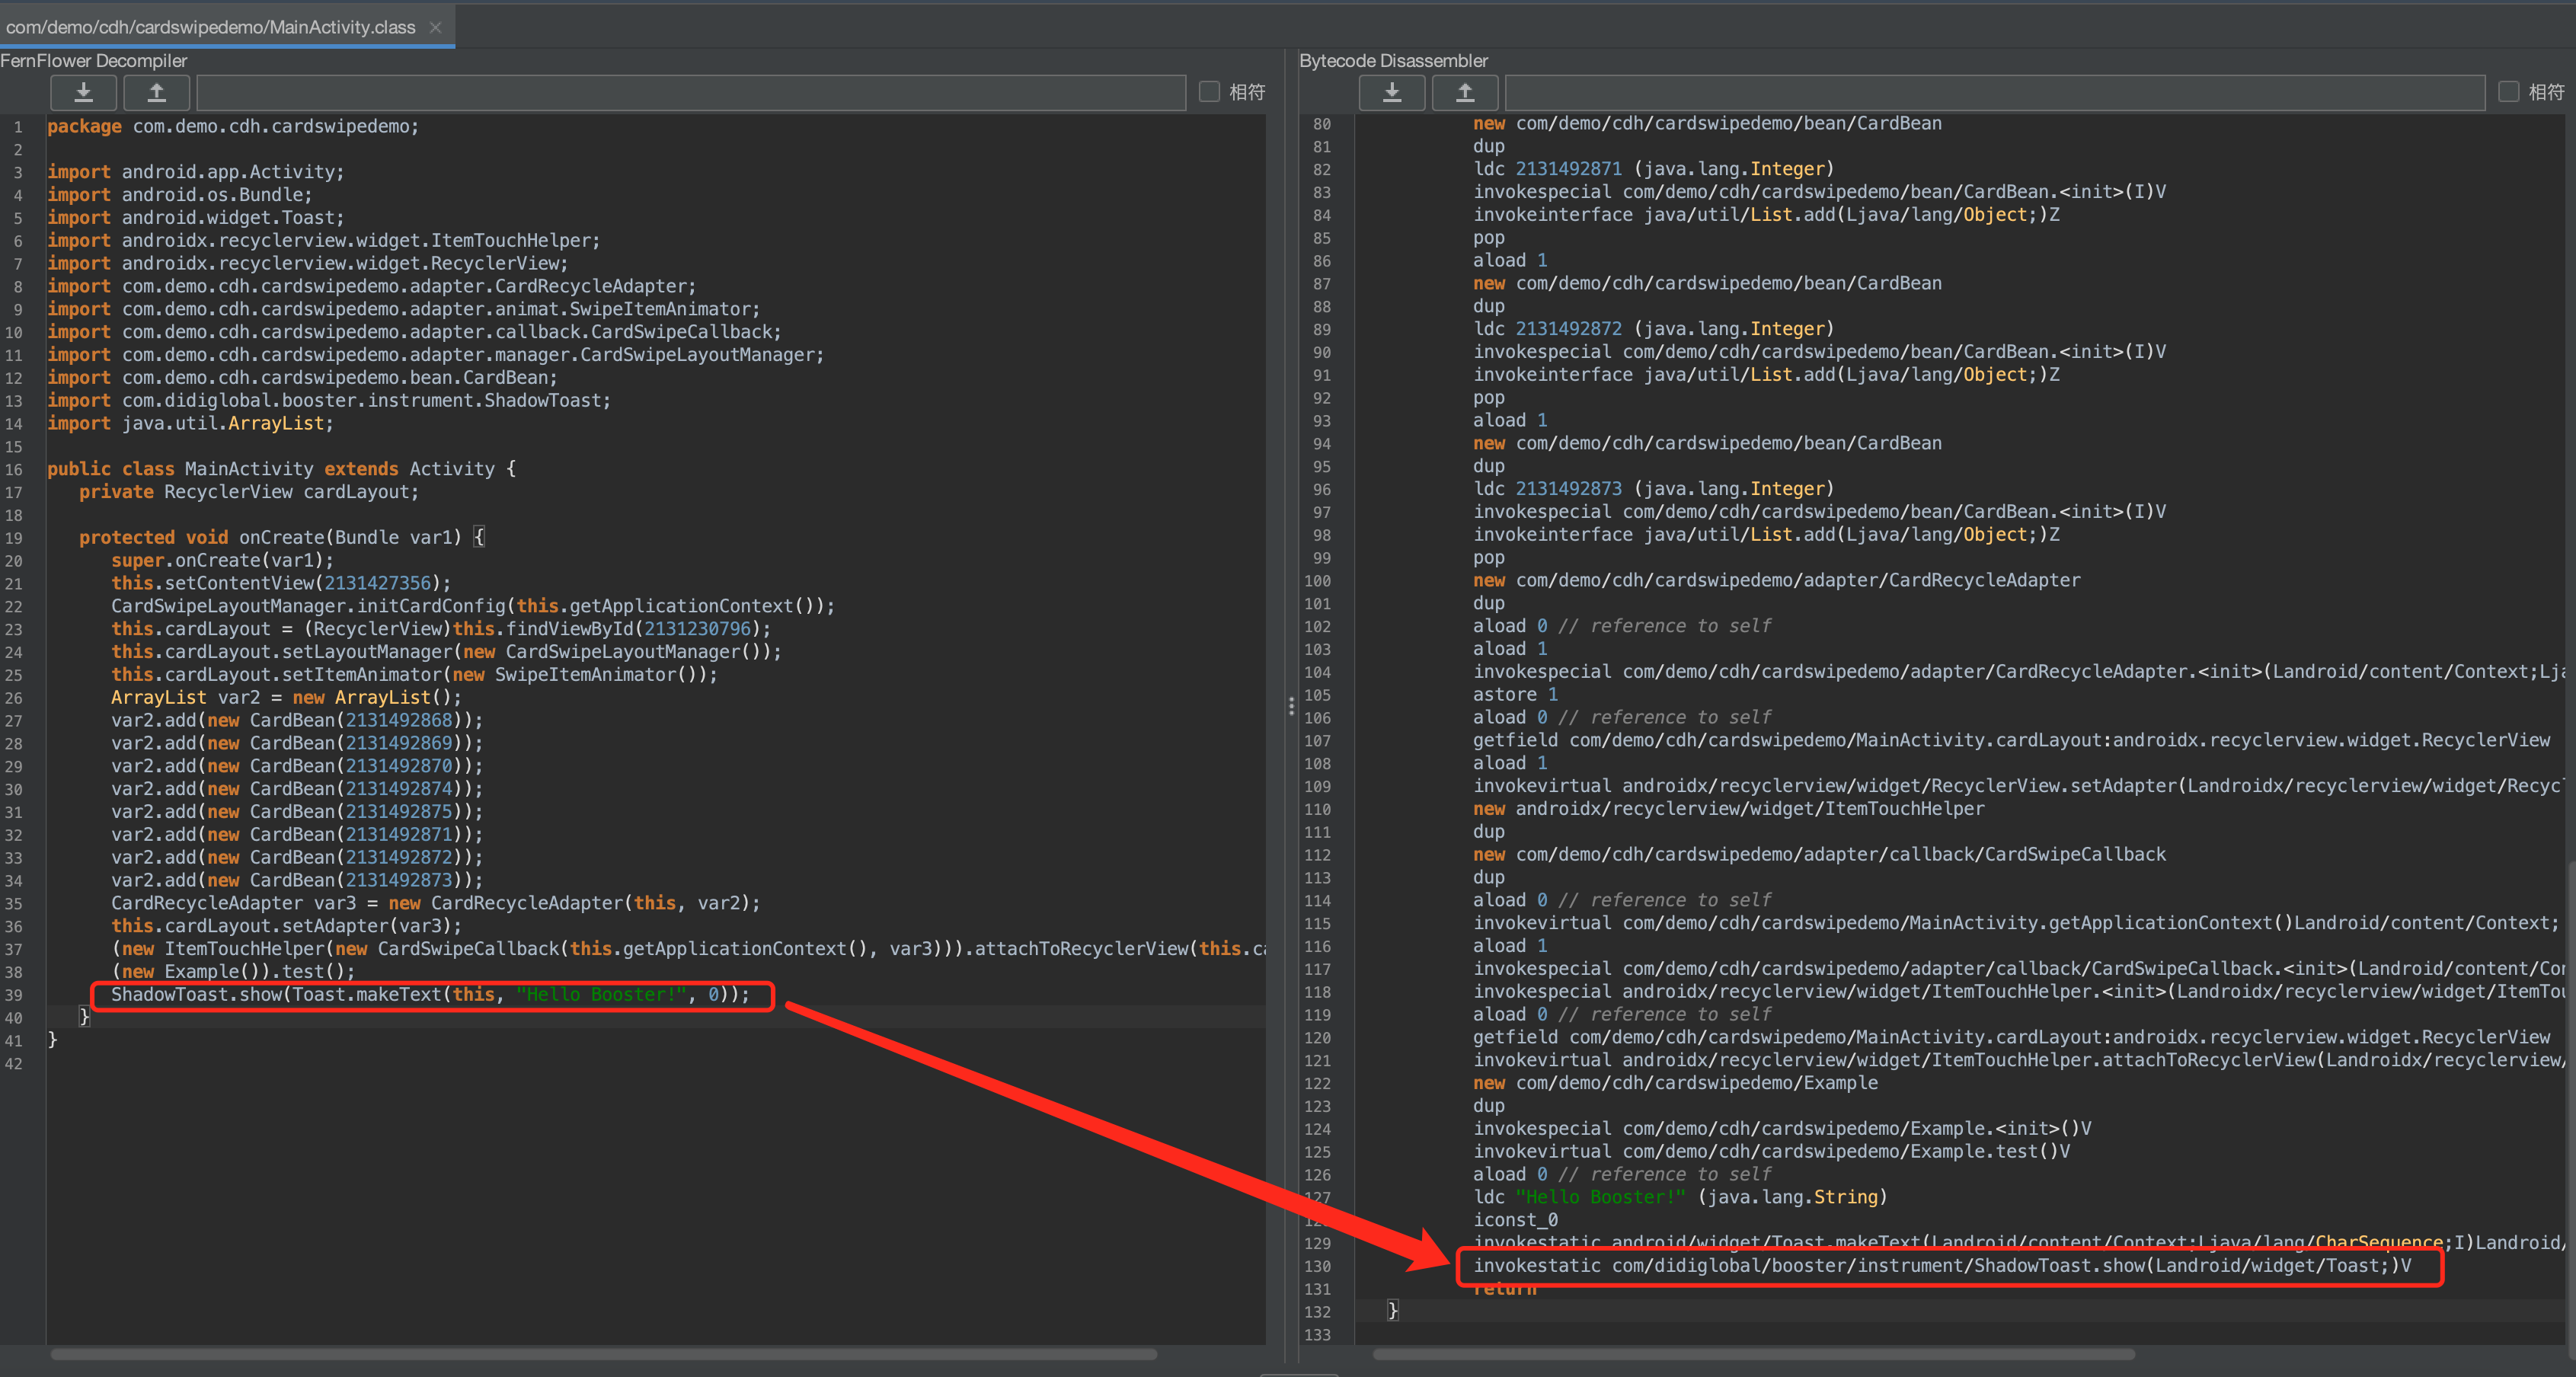 com/demo/cdh/cardswipedemo/MainActivity.class ×
FernFlower Decompiler
相符
1 package com.demo.cdh.cardswipedemo;
2
3 import android.app.Activity;
4 import android.os.Bundle;
5 import android.widget.Toast;
6 import androidx.recyclerview.widget.ItemTouchHelper;
7 import androidx.recyclerview.widget.RecyclerView;
8 import com.demo.cdh.cardswipedemo.adapter.CardRecycleAdapter;
9 import com.demo.cdh.cardswipedemo.adapter.animat.SwipeItemAnimator;
10 import com.demo.cdh.cardswipedemo.adapter.callback.CardSwipeCallback;
11 import com.demo.cdh.cardswipedemo.adapter.manager.CardSwipeLayoutManager;
12 import com.demo.cdh.cardswipedemo.bean.CardBean;
13 import com.didiglobal.booster.instrument.ShadowToast;
14 import java.util.ArrayList;
15
16 public class MainActivity extends Activity {
17 private RecyclerView cardLayout;
18
19 protected void onCreate(Bundle var1) {
20 super.onCreate(var1);
21 this.setContentView(2131427356);
22 CardSwipeLayoutManager.initCardConfig(this.getApplicationContext());
23 this.cardLayout = (RecyclerView)this.findViewById(2131230796);
24 this.cardLayout.setLayoutManager(new CardSwipeLayoutManager());
25 this.cardLayout.setItemAnimator(new SwipeItemAnimator());
26 ArrayList var2 = new ArrayList();
27 var2.add(new CardBean(2131492868));
28 var2.add(new CardBean(2131492869));
29 var2.add(new CardBean(2131492870));
30 var2.add(new CardBean(2131492874));
31 var2.add(new CardBean(2131492875));
32 var2.add(new CardBean(2131492871));
33 var2.add(new CardBean(2131492872));
34 var2.add(new CardBean(2131492873));
35 CardRecycleAdapter var3 = new CardRecycleAdapter(this, var2);
36 this.cardLayout.setAdapter(var3);
37 (new ItemTouchHelper(new CardSwipeCallback(this.getApplicationContext(), var3))).attachToRecyclerView(this.ca
38 (new Example()).test();
39 ShadowToast.show(Toast.makeText(this, "Hello Booster!", 0));
40 }
41 }
42
Bytecode Disassembler
相符
80 new com/demo/cdh/cardswipedemo/bean/CardBean
81 dup
82 ldc 2131492871 (java.lang.Integer)
83 invokespecial com/demo/cdh/cardswipedemo/bean/CardBean.<init>(I)V
84 invokeinterface java/util/List.add(Ljava/lang/Object;)Z
85 pop
86 aload 1
87 new com/demo/cdh/cardswipedemo/bean/CardBean
88 dup
89 ldc 2131492872 (java.lang.Integer)
90 invokespecial com/demo/cdh/cardswipedemo/bean/CardBean.<init>(I)V
91 invokeinterface java/util/List.add(Ljava/lang/Object;)Z
92 pop
93 aload 1
94 new com/demo/cdh/cardswipedemo/bean/CardBean
95 dup
96 ldc 2131492873 (java.lang.Integer)
97 invokespecial com/demo/cdh/cardswipedemo/bean/CardBean.<init>(I)V
98 invokeinterface java/util/List.add(Ljava/lang/Object;)Z
99 pop
100 new com/demo/cdh/cardswipedemo/adapter/CardRecycleAdapter
101 dup
102 aload 0 // reference to self
103 aload 1
104 invokespecial com/demo/cdh/cardswipedemo/adapter/CardRecycleAdapter.<init>(Landroid/content/Context;Lja
105 astore 1
106 aload 0 // reference to self
107 getfield com/demo/cdh/cardswipedemo/MainActivity.cardLayout:androidx.recyclerview.widget.RecyclerView
108 aload 1
109 invokevirtual androidx/recyclerview/widget/RecyclerView.setAdapter(Landroidx/recyclerview/widget/Recyc
110 new androidx/recyclerview/widget/ItemTouchHelper
111 dup
112 new com/demo/cdh/cardswipedemo/adapter/callback/CardSwipeCallback
113 dup
114 aload 0 // reference to self
115 invokevirtual com/demo/cdh/cardswipedemo/MainActivity.getApplicationContext()Landroid/content/Context;
116 aload 1
117 invokespecial com/demo/cdh/cardswipedemo/adapter/callback/CardSwipeCallback.<init>(Landroid/content/Con
118 invokespecial androidx/recyclerview/widget/ItemTouchHelper.<init>(Landroidx/recyclerview/widget/ItemTou
119 aload 0 // reference to self
120 getfield com/demo/cdh/cardswipedemo/MainActivity.cardLayout:androidx.recyclerview.widget.RecyclerView
121 invokevirtual androidx/recyclerview/widget/ItemTouchHelper.attachToRecyclerView(Landroidx/recyclerview/
122 new com/demo/cdh/cardswipedemo/Example
123 dup
124 invokespecial com/demo/cdh/cardswipedemo/Example.<init>()V
125 invokevirtual com/demo/cdh/cardswipedemo/Example.test()V
126 aload 0 // reference to self
127 ldc "Hello Booster!" (java.lang.String)
iconst_0
129 invokestatic android/widget/Toast.makeText(Landroid/content/Context;Ljava/lang/CharSequence;I)Landroid/
130 invokestatic com/didiglobal/booster/instrument/ShadowToast.show(Landroid/widget/Toast;)V
131 return
132 }
133